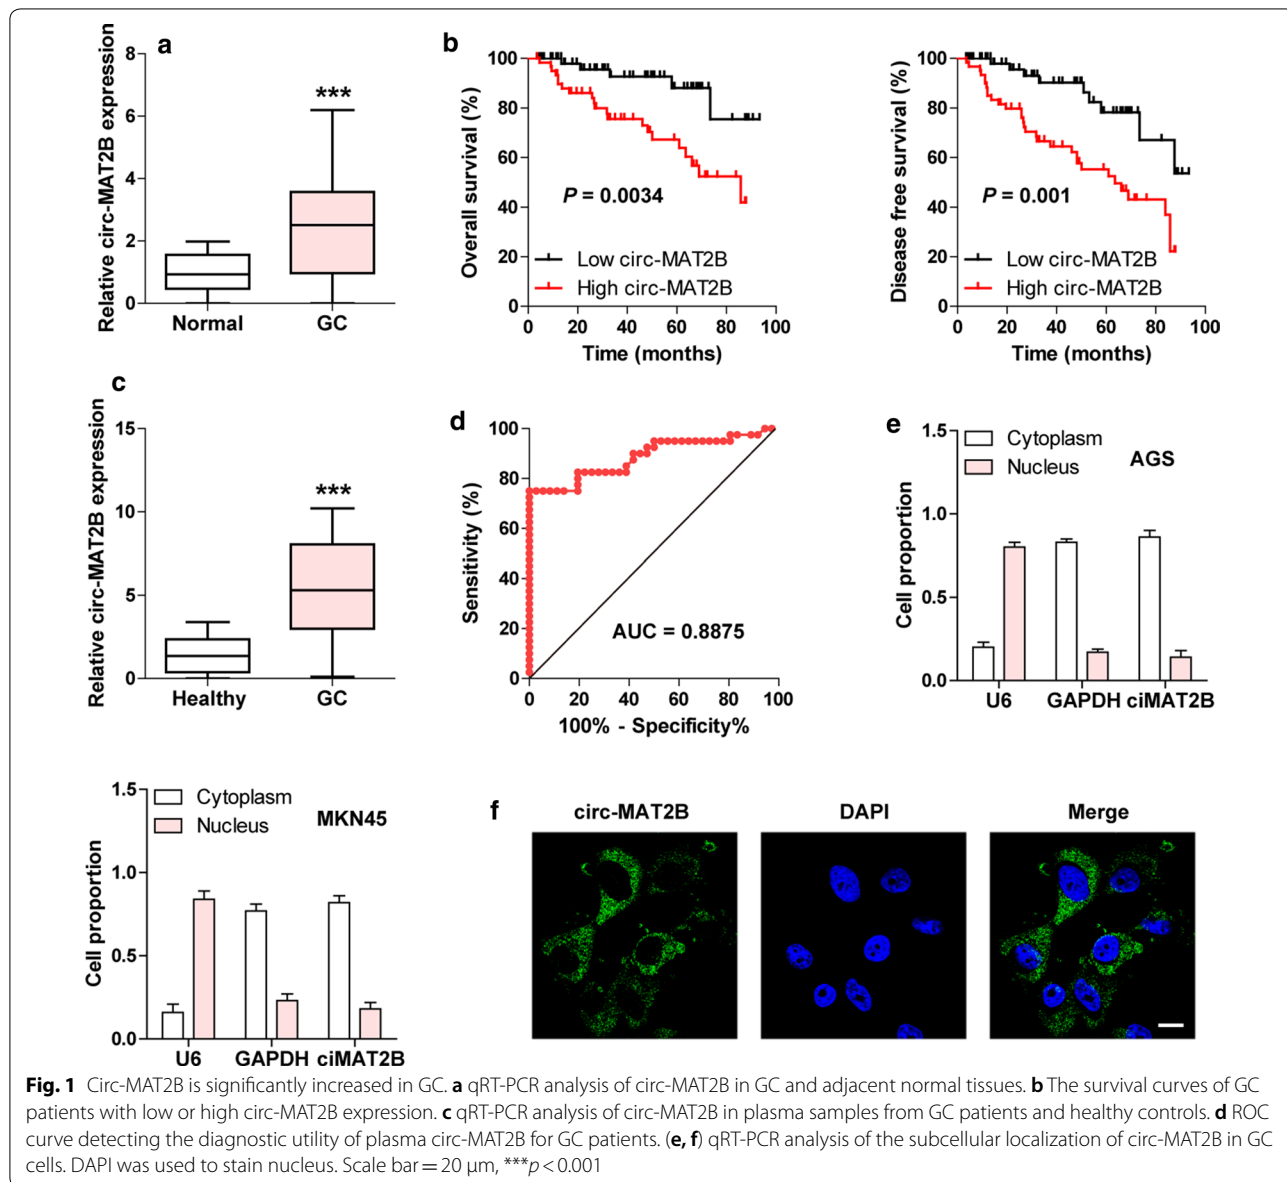 a
Relative circ-MAT2B expression
8
6
4
2
0
***
Normal GC
b
Overall survival (%)
100
80
60
40
20
0
P = 0.0034
Low circ-MAT2B
High circ-MAT2B
0 20 40 60 80 100
Time (months)
Disease free survival (%)
100
80
60
40
20
0
P = 0.001
Low circ-MAT2B
High circ-MAT2B
0 20 40 60 80 100
Time (months)
c
Relative circ-MAT2B expression
15
10
5
0
***
Healthy GC
d
Sensitivity (%)
100
80
60
40
20
0
AUC = 0.8875
0 20 40 60 80 100
100% - Specificity%
e
Cell proportion
1.5
1.0
0.5
0.0
Cytoplasm
Nucleus
AGS
U6 GAPDH ciMAT2B
Cell proportion
1.5
1.0
0.5
0.0
Cytoplasm
Nucleus
MKN45
U6 GAPDH ciMAT2B
f
circ-MAT2B DAPI Merge
Fig. 1 Circ-MAT2B is significantly increased in GC. a qRT-PCR analysis of circ-MAT2B in GC and adjacent normal tissues. b The survival curves of GC
patients with low or high circ-MAT2B expression. c qRT-PCR analysis of circ-MAT2B in plasma samples from GC patients and healthy controls. d ROC
curve detecting the diagnostic utility of plasma circ-MAT2B for GC patients. (e, f) qRT-PCR analysis of the subcellular localization of circ-MAT2B in GC
cells. DAPI was used to stain nucleus. Scale bar = 20 μm, ***p < 0.001